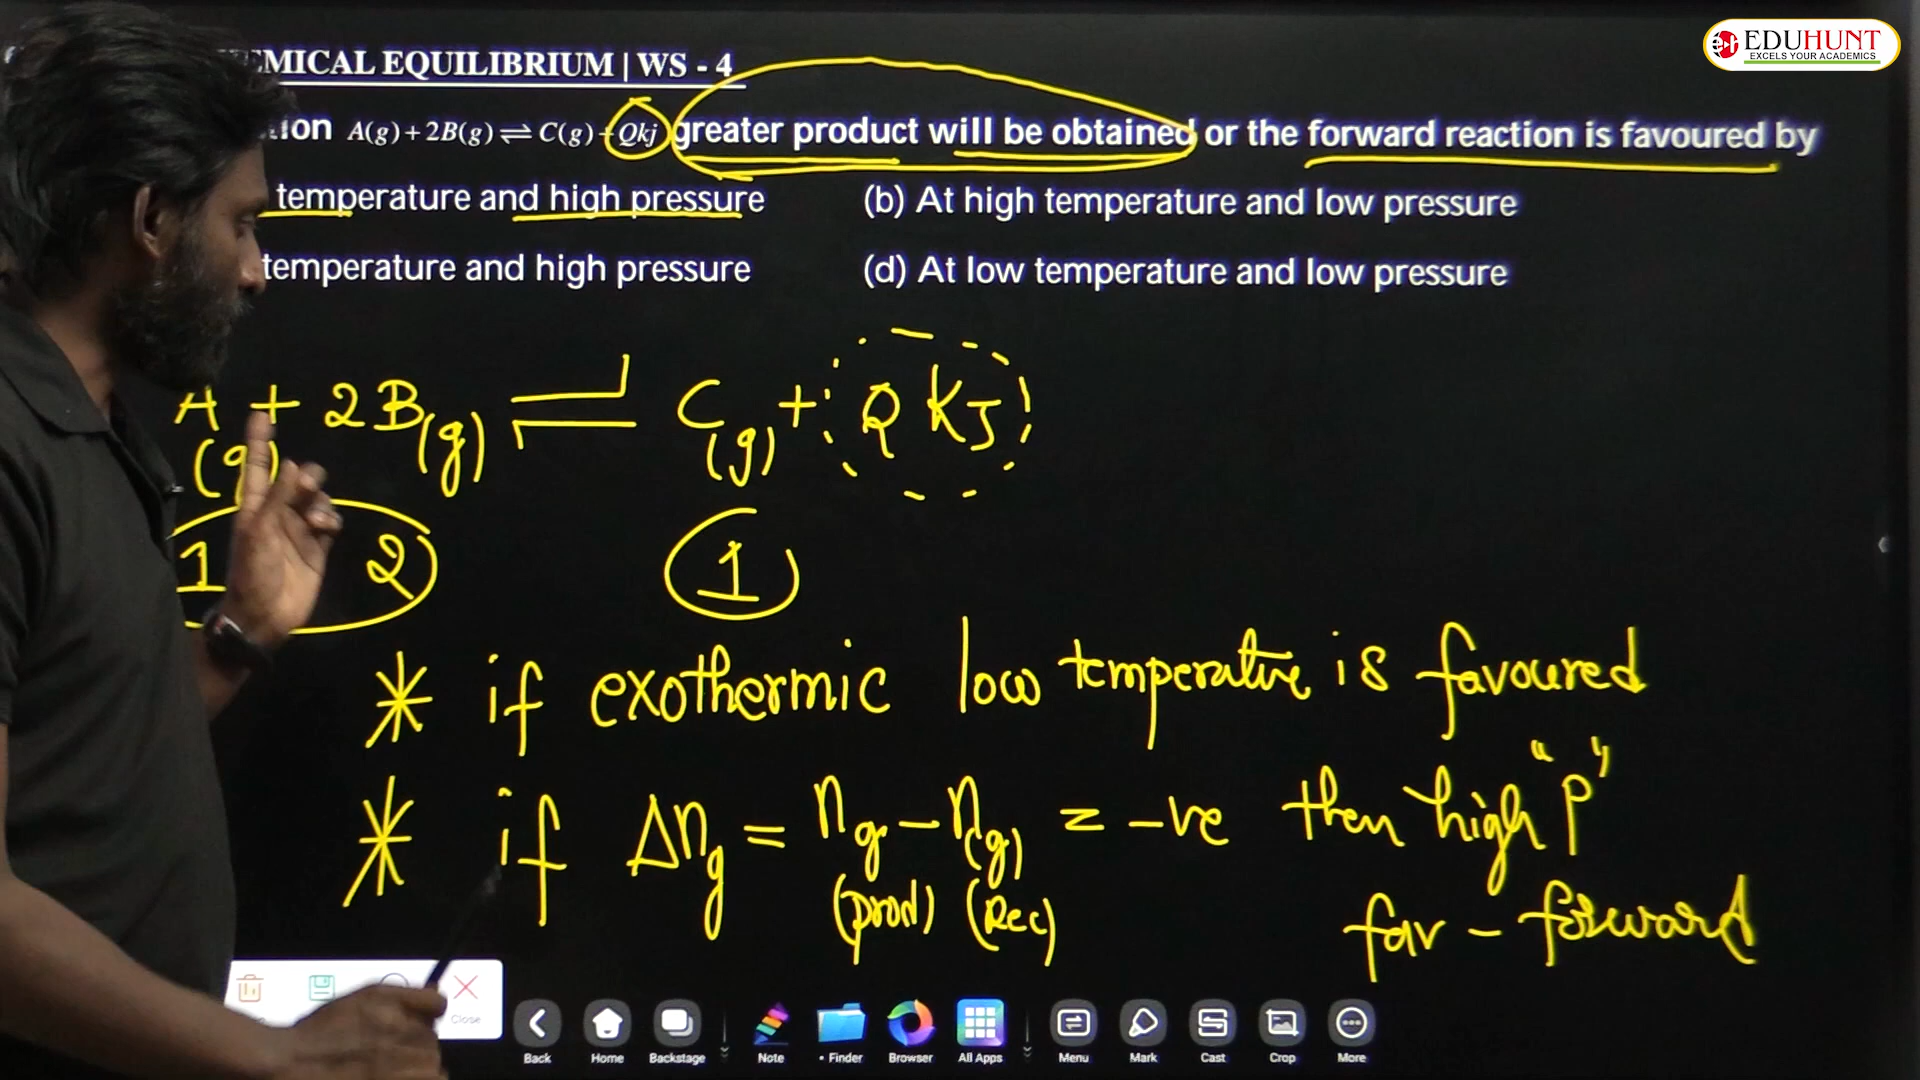 EDUHUNT
EXCELS YOUR ACADEMICS
EMICAL EQUILIBRIUM | WS - 4
A(g)+2B(g)⇌C(g)+Qkj greater product will be obtained or the forward reaction is favoured by
temperature and high pressure
(b) At high temperature and low pressure
temperature and high pressure
(d) At low temperature and low pressure
A(g) + 2B(g) ⇌ C(g) + Q KJ
1 2 1
* if exothermic low temperature is favoured
* if Δng = ng - n(g) = -ve then high "P"
(prod) (Rec) fav - forward
Close
Back Home Backstage Note • Finder Browser All Apps Menu Mark Cast Crop More